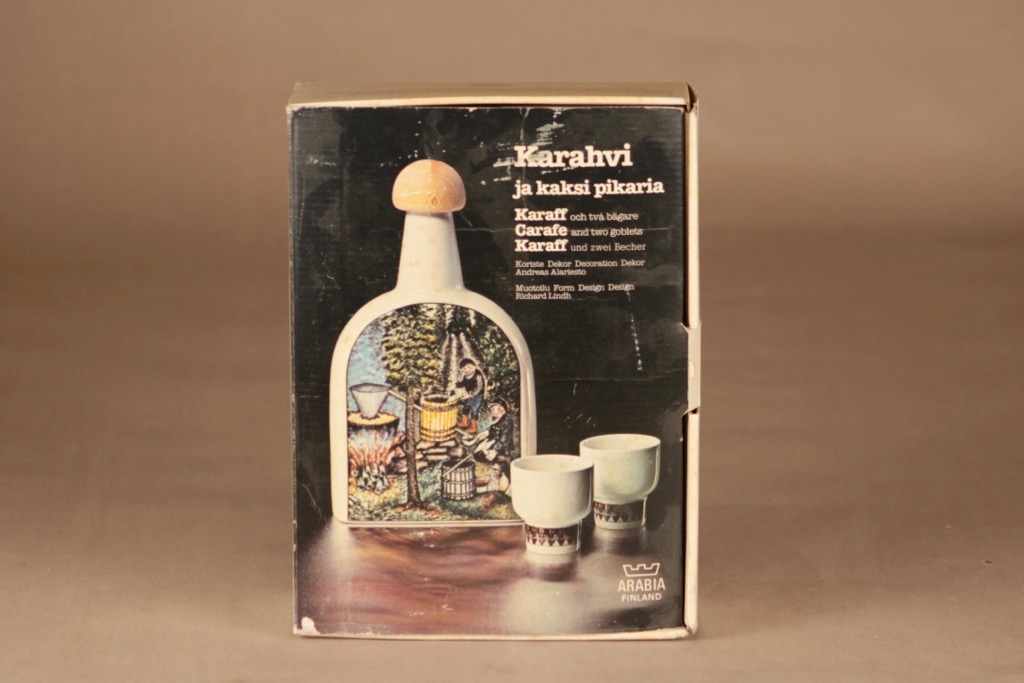 Karahvi
ja kaksi pikaria
Karaff och två bägare
Carafe and two goblets
Karaff und zwei Becher
Koriste Dekor Decoration Dekor
Andreas Alariesto
Muotoilu Form Design Design
Richard Lindh
ARABIA
FINLAND